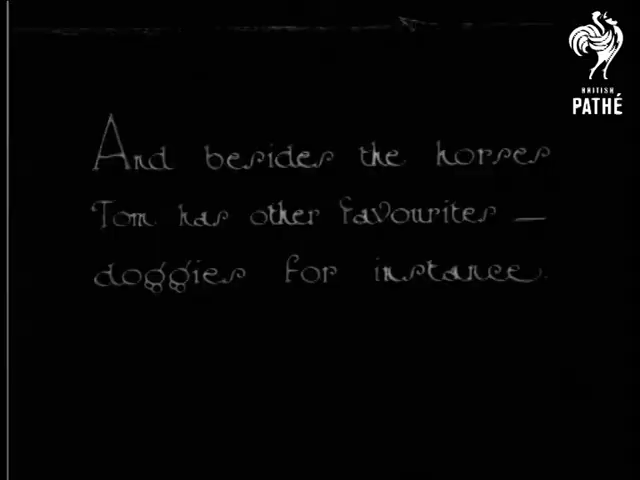 BRITISH
PATHÉ
And besides the horses
Tom has other favourites —
doggies for instance.